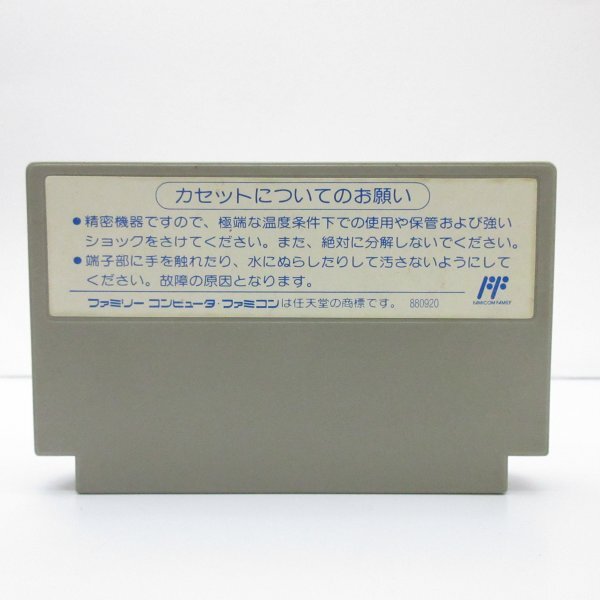 カセットについてのお願い
●精密機器ですので、極端な温度条件下での使用や保管および強い
ショックをさけてください。また、絶対に分解しないでください。
●端子部に手を触れたり、水にぬらしたりして汚さないようにして
ください。故障の原因となります。
ファミリー コンピュータ・ファミコンは任天堂の商標です。 880920
FAMICOM FAMILY